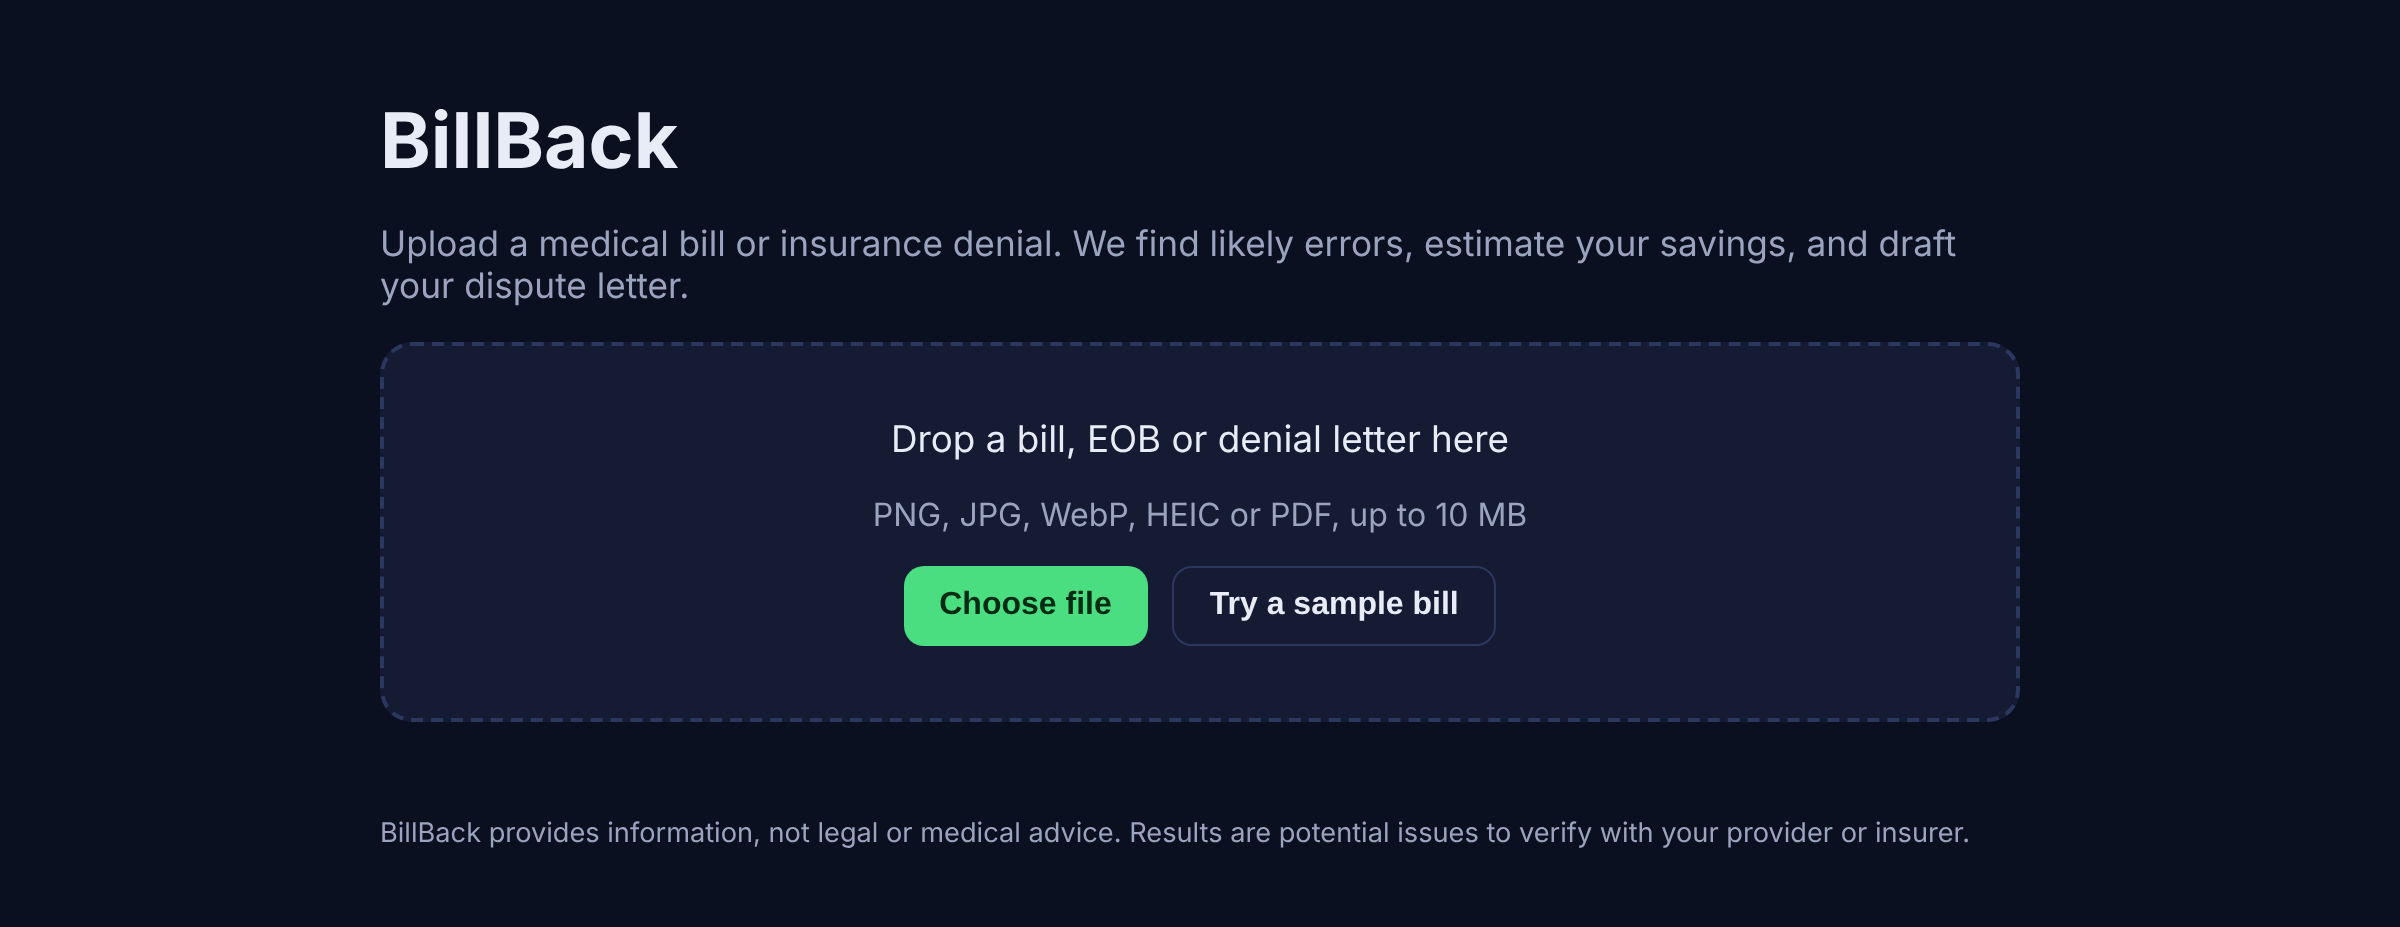 BillBack
Upload a medical bill or insurance denial. We find likely errors, estimate your savings, and draft
your dispute letter.
Drop a bill, EOB or denial letter here
PNG, JPG, WebP, HEIC or PDF, up to 10 MB
Choose file
Try a sample bill
BillBack provides information, not legal or medical advice. Results are potential issues to verify with your provider or insurer.